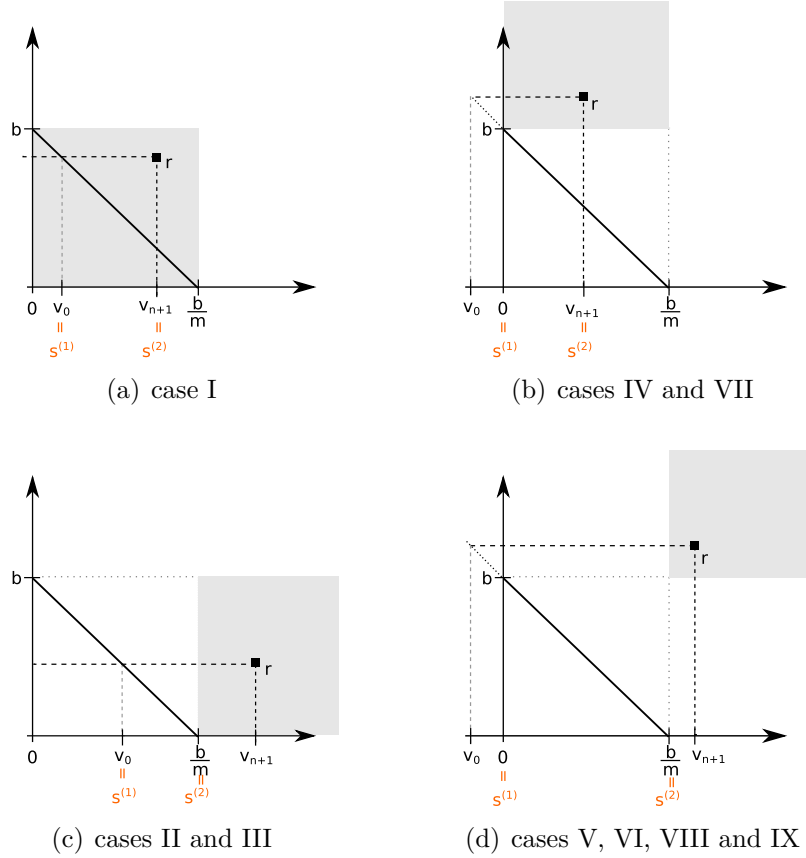 b
r
0 v₀ vₙ₊₁ b/m
= =
s⁽¹⁾ s⁽²⁾
(a) case I
r
b
v₀ 0 vₙ₊₁ b/m
= =
s⁽¹⁾ s⁽²⁾
(b) cases IV and VII
b
r
0 v₀ b/m vₙ₊₁
= =
s⁽¹⁾ s⁽²⁾
(c) cases II and III
r
b
v₀ 0 b/m vₙ₊₁
= =
s⁽¹⁾ s⁽²⁾
(d) cases V, VI, VIII and IX